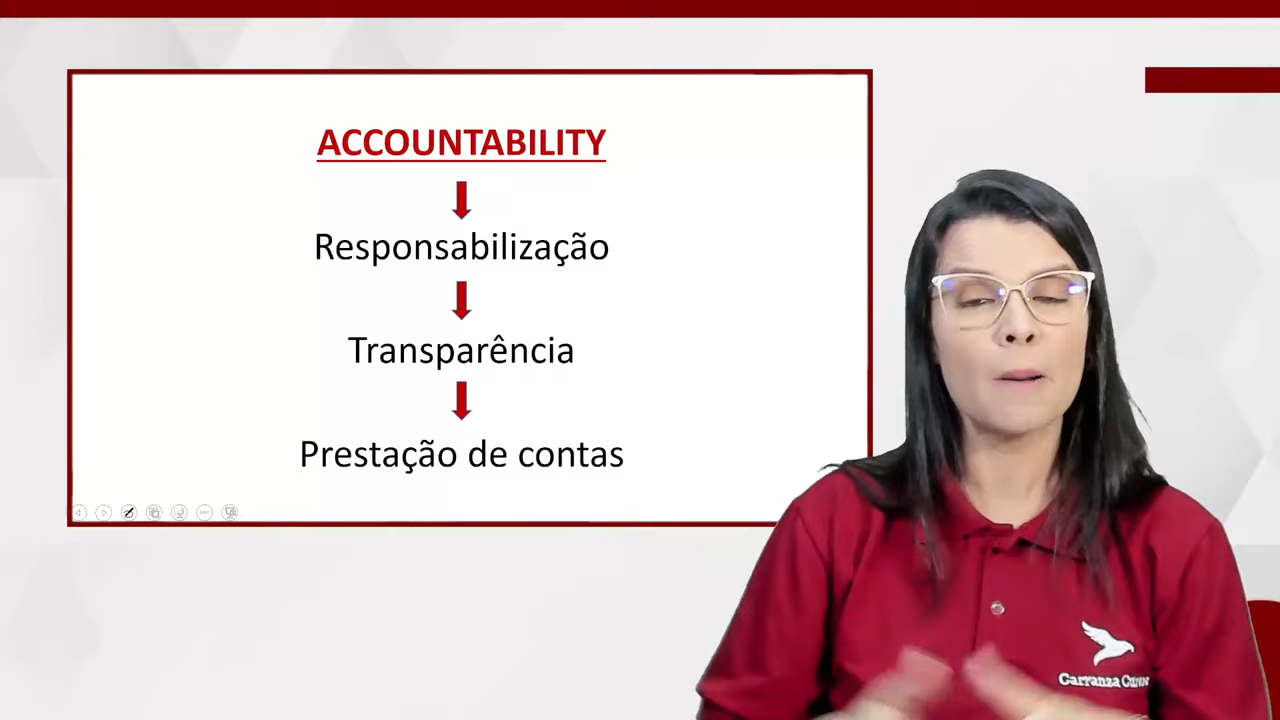 ACCOUNTABILITY
Responsabilização
Transparência
Prestação de contas
Carranza